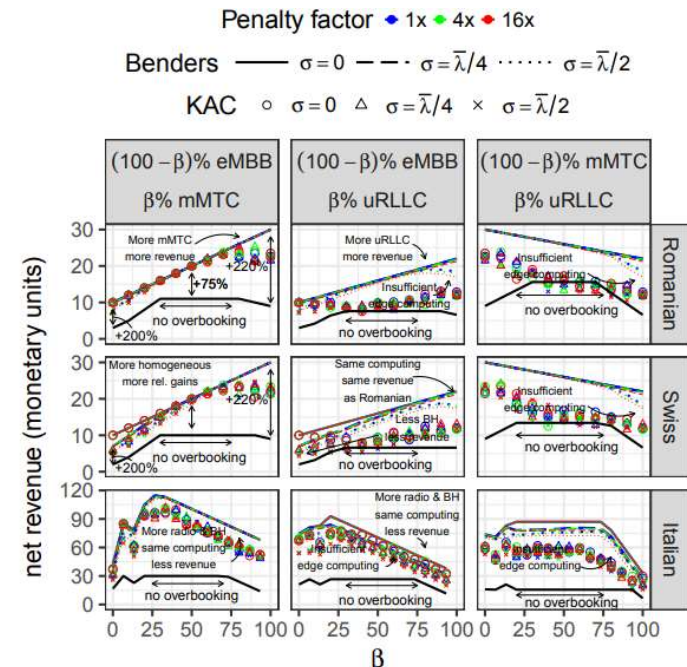 Penalty factor 1x 4x 16x
Benders σ = 0 σ = λ̅/4 σ = λ̅/2
KAC σ = 0 σ = λ̅/4 σ = λ̅/2
(100 − β)% eMBB
β% mMTC
(100 − β)% eMBB
β% uRLLC
(100 − β)% mMTC
β% uRLLC
net revenue (monetary units)
30
20
10
0
More mMTC
more revenue
+220%
+75%
no overbooking
+200%
More uRLLC
more revenue
Insufficient
edge computing
no overbooking
Insufficient
edge computing
no overbooking
Romanian
30
20
10
0
More homogeneous
more rel. gains
+220%
no overbooking
+200%
Same computing
same revenue
as Romanian
Less BH
less revenue
no overbooking
Insufficient
edge computing
no overbooking
Swiss
120
90
60
30
0
More radio & BH
same computing
less revenue
no overbooking
More radio & BH
same computing
less revenue
Insufficient
edge computing
no overbooking
Insufficient
edge computing
no overbooking
Italian
0 25 50 75 100 0 25 50 75 100 0 25 50 75 100
β